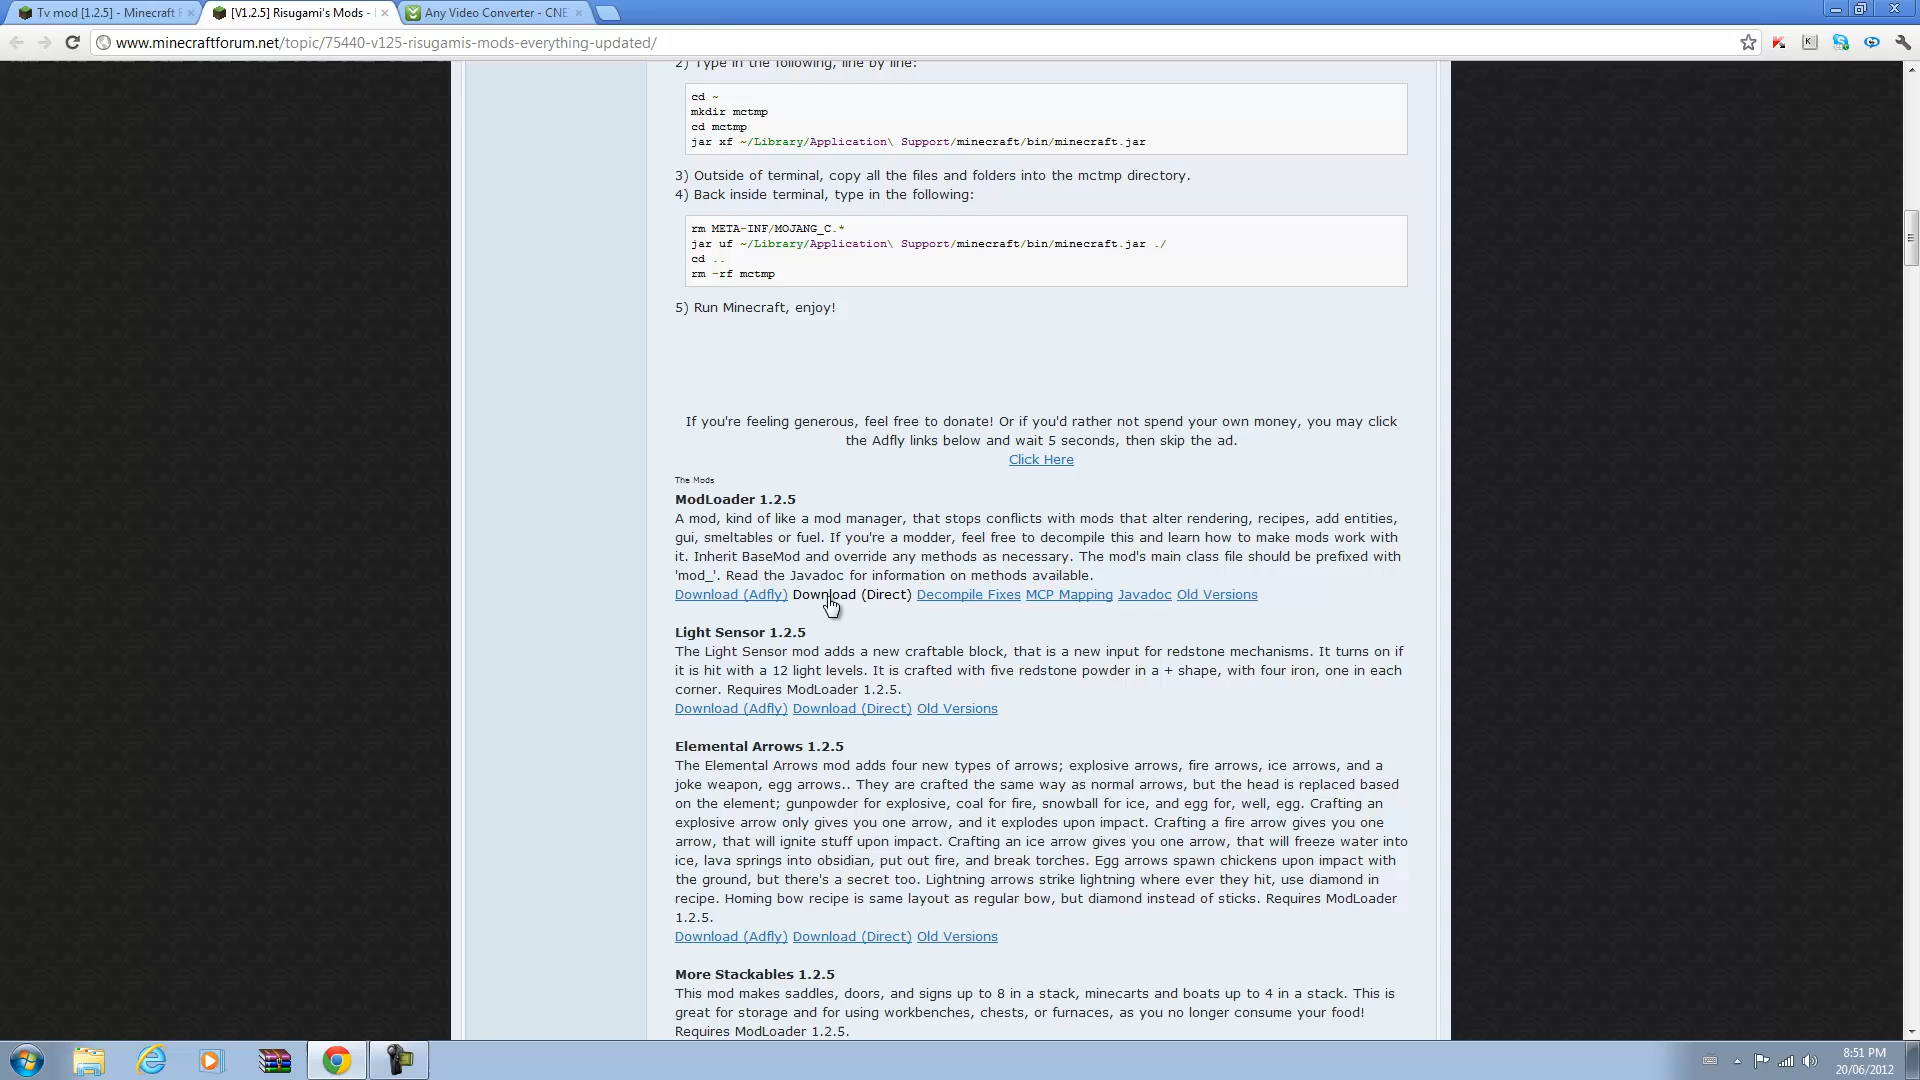 Tv mod [1.2.5] - Minecraft F
[V1.2.5] Risugami's Mods -
Any Video Converter - CNE
www.minecraftforum.net/topic/75440-v125-risugamis-mods-everything-updated/
2) Type in the following, line by line:
cd ~
mkdir mctmp
cd mctmp
jar xf ~/Library/Application\ Support/minecraft/bin/minecraft.jar
3) Outside of terminal, copy all the files and folders into the mctmp directory.
4) Back inside terminal, type in the following:
rm META-INF/MOJANG_C.*
jar uf ~/Library/Application\ Support/minecraft/bin/minecraft.jar ./
cd ..
rm -rf mctmp
5) Run Minecraft, enjoy!
If you're feeling generous, feel free to donate! Or if you'd rather not spend your own money, you may click
the Adfly links below and wait 5 seconds, then skip the ad.
Click Here
The Mods
ModLoader 1.2.5
A mod, kind of like a mod manager, that stops conflicts with mods that alter rendering, recipes, add entities,
gui, smeltables or fuel. If you're a modder, feel free to decompile this and learn how to make mods work with
it. Inherit BaseMod and override any methods as necessary. The mod's main class file should be prefixed with
'mod_'. Read the Javadoc for information on methods available.
Download (Adfly) Download (Direct) Decompile Fixes MCP Mapping Javadoc Old Versions
Light Sensor 1.2.5
The Light Sensor mod adds a new craftable block, that is a new input for redstone mechanisms. It turns on if
it is hit with a 12 light levels. It is crafted with five redstone powder in a + shape, with four iron, one in each
corner. Requires ModLoader 1.2.5.
Download (Adfly) Download (Direct) Old Versions
Elemental Arrows 1.2.5
The Elemental Arrows mod adds four new types of arrows; explosive arrows, fire arrows, ice arrows, and a
joke weapon, egg arrows.. They are crafted the same way as normal arrows, but the head is replaced based
on the element; gunpowder for explosive, coal for fire, snowball for ice, and egg for, well, egg. Crafting an
explosive arrow only gives you one arrow, and it explodes upon impact. Crafting a fire arrow gives you one
arrow, that will ignite stuff upon impact. Crafting an ice arrow gives you one arrow, that will freeze water into
ice, lava springs into obsidian, put out fire, and break torches. Egg arrows spawn chickens upon impact with
the ground, but there's a secret too. Lightning arrows strike lightning where ever they hit, use diamond in
recipe. Homing bow recipe is same layout as regular bow, but diamond instead of sticks. Requires ModLoader
1.2.5.
Download (Adfly) Download (Direct) Old Versions
More Stackables 1.2.5
This mod makes saddles, doors, and signs up to 8 in a stack, minecarts and boats up to 4 in a stack. This is
great for storage and for using workbenches, chests, or furnaces, as you no longer consume your food!
Requires ModLoader 1.2.5.
8:51 PM
20/06/2012